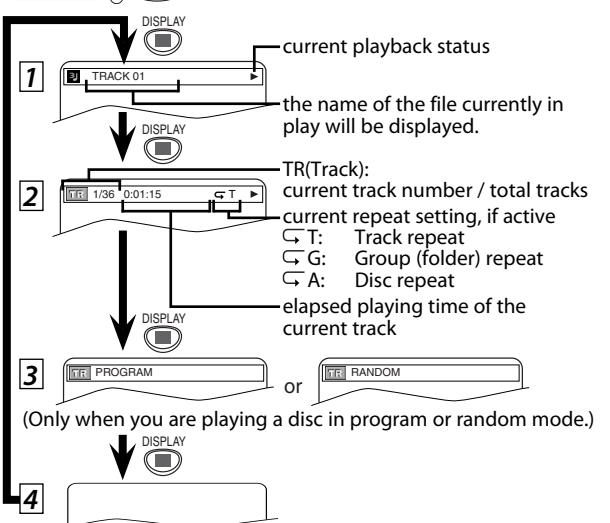 DISPLAY
current playback status
1
TRACK 01
the name of the file currently in
play will be displayed.
DISPLAY
TR(Track):
current track number / total tracks
2
TR 1/36 0:01:15 T
current repeat setting, if active
T: Track repeat
G: Group (folder) repeat
A: Disc repeat
elapsed playing time of the
current track
DISPLAY
3
TR PROGRAM
or
TR RANDOM
(Only when you are playing a disc in program or random mode.)
DISPLAY
4